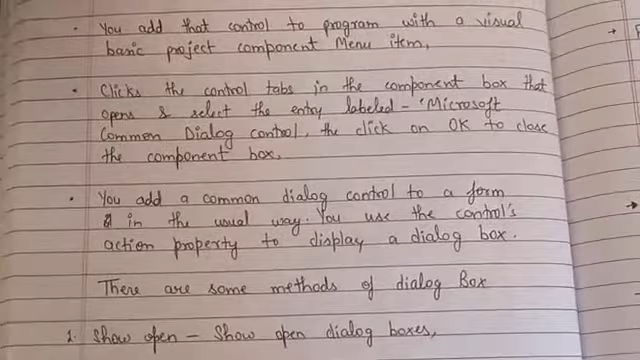 • You add that control to program with a visual
basic project component Menu item,
• Clicks the control tabs in the component box that
opens & select the entry labeled - 'Microsoft
Common Dialog control, the click on OK to close
the component box.
• You add a common dialog control to a form
in the usual way. You use the control's
action property to display a dialog box.
There are some methods of dialog Box
1. Show open - Show open dialog boxes,